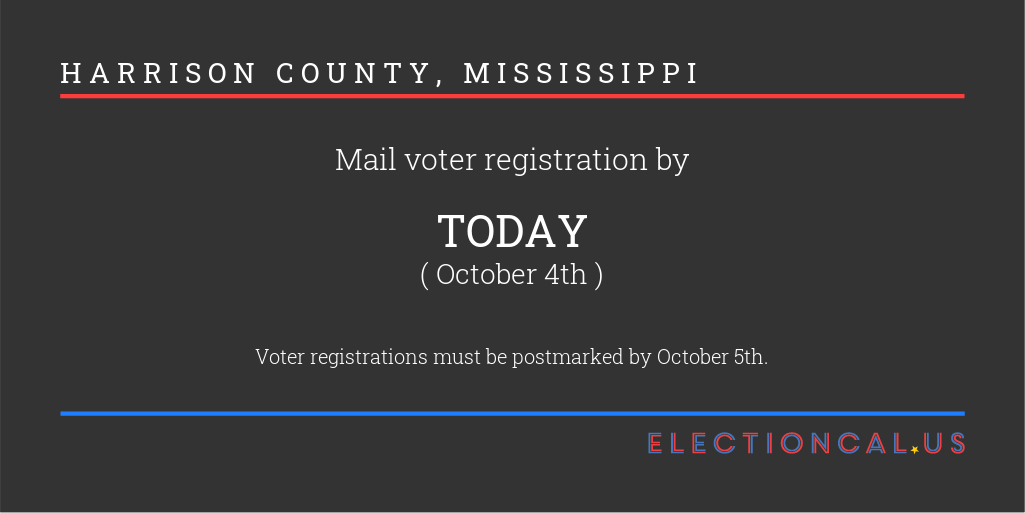 HARRISON COUNTY, MISSISSIPPI
Mail voter registration by
TODAY
( October 4th )
Voter registrations must be postmarked by October 5th.
ELECTIONCAL.US